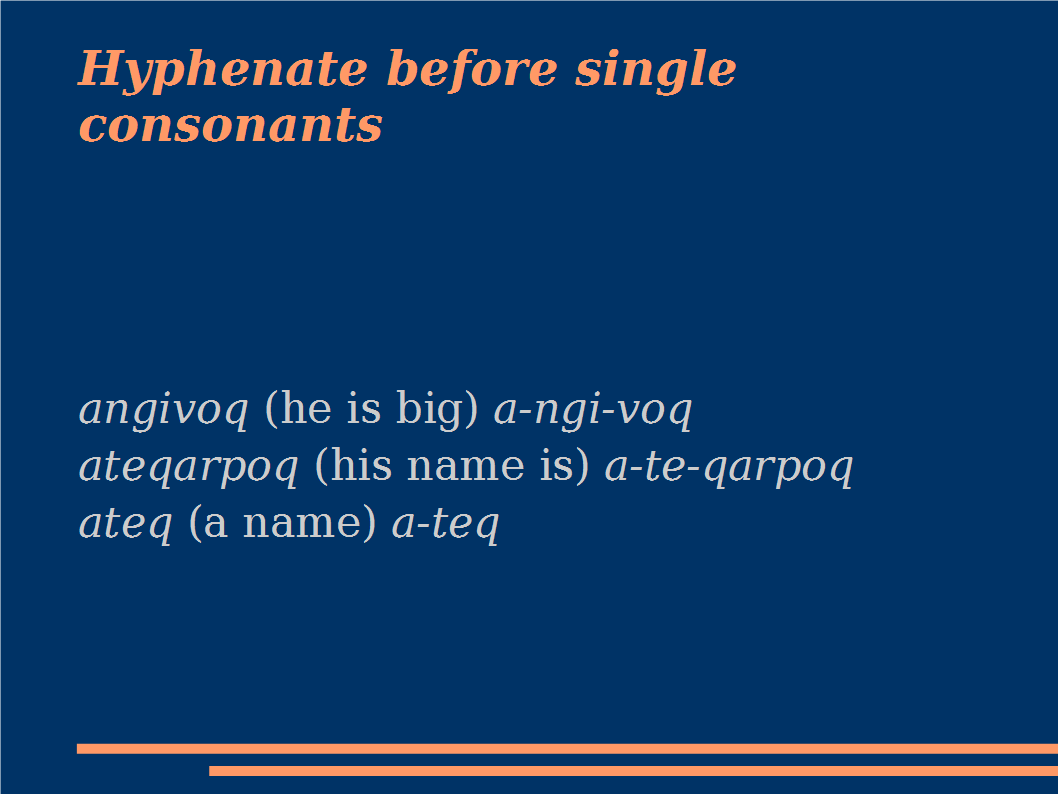 Hyphenate before single
consonants
angivoq (he is big) a-ngi-voq
ateqarpoq (his name is) a-te-qarpoq
ateq (a name) a-teq